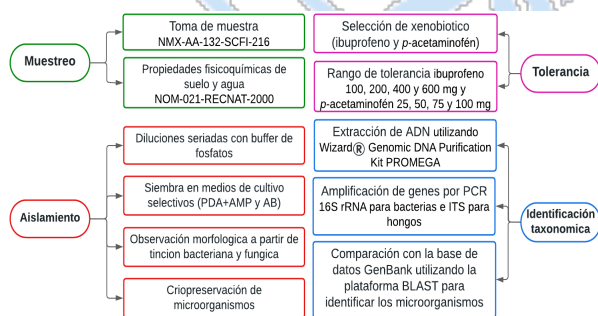 Muestreo
Toma de muestra
NMX-AA-132-SCFI-216
Propiedades fisicoquímicas de
suelo y agua
NOM-021-RECNAT-2000
Selección de xenobiotico
(ibuprofeno y p-acetaminofén)
Rango de tolerancia ibuprofeno
100, 200, 400 y 600 mg y
p-acetaminofén 25, 50, 75 y 100 mg
Tolerancia
Aislamiento
Diluciones seriadas con buffer de
fosfatos
Siembra en medios de cultivo
selectivos (PDA+AMP y AB)
Observación morfologica a partir de
tincion bacteriana y fungica
Criopreservación de
microorganismos
Extracción de ADN utilizando
Wizard® Genomic DNA Purification
Kit PROMEGA
Amplificación de genes por PCR
16S rRNA para bacterias e ITS para
hongos
Comparación con la base de
datos GenBank utilizando la
plataforma BLAST para
identificar los microorganismos
Identificación
taxonomica